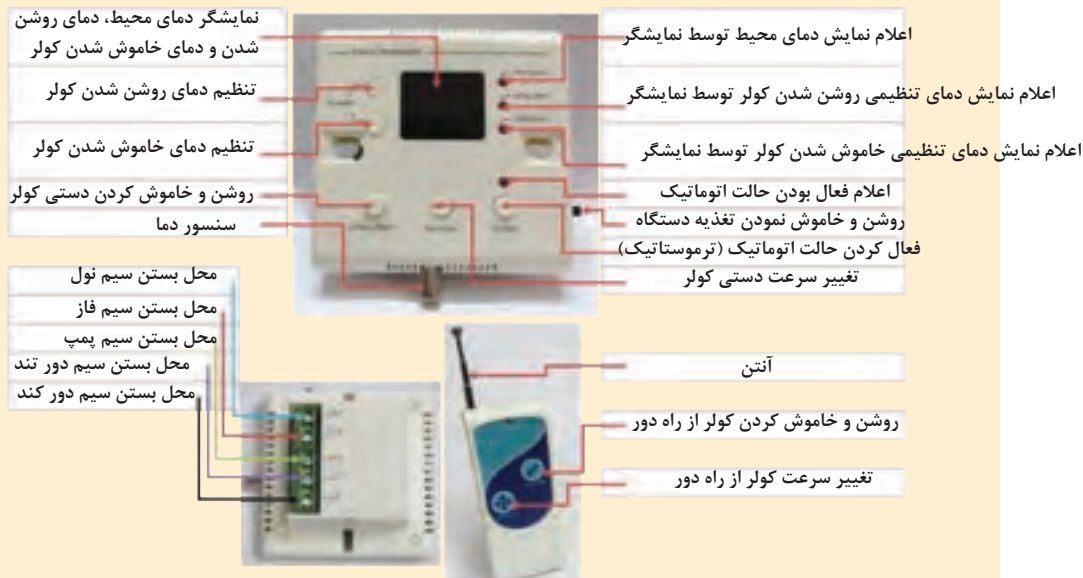 نمایشگر دمای محیط، دمای روشن
شدن و دمای خاموش شدن کولر
تنظیم دمای روشن شدن کولر
تنظیم دمای خاموش شدن کولر
روشن و خاموش کردن دستی کولر
سنسور دما
اعلام نمایش دمای محیط توسط نمایشگر
اعلام نمایش دمای تنظیمی روشن شدن کولر توسط نمایشگر
اعلام نمایش دمای تنظیمی خاموش شدن کولر توسط نمایشگر
اعلام فعال بودن حالت اتوماتیک
روشن و خاموش نمودن تغذیه دستگاه
فعال کردن حالت اتوماتیک (ترموستاتیک)
تغییر سرعت دستی کولر
محل بستن سیم نول
محل بستن سیم فاز
محل بستن سیم پمپ
محل بستن سیم دور تند
محل بستن سیم دور کند
آنتن
روشن و خاموش کردن کولر از راه دور
تغییر سرعت کولر از راه دور